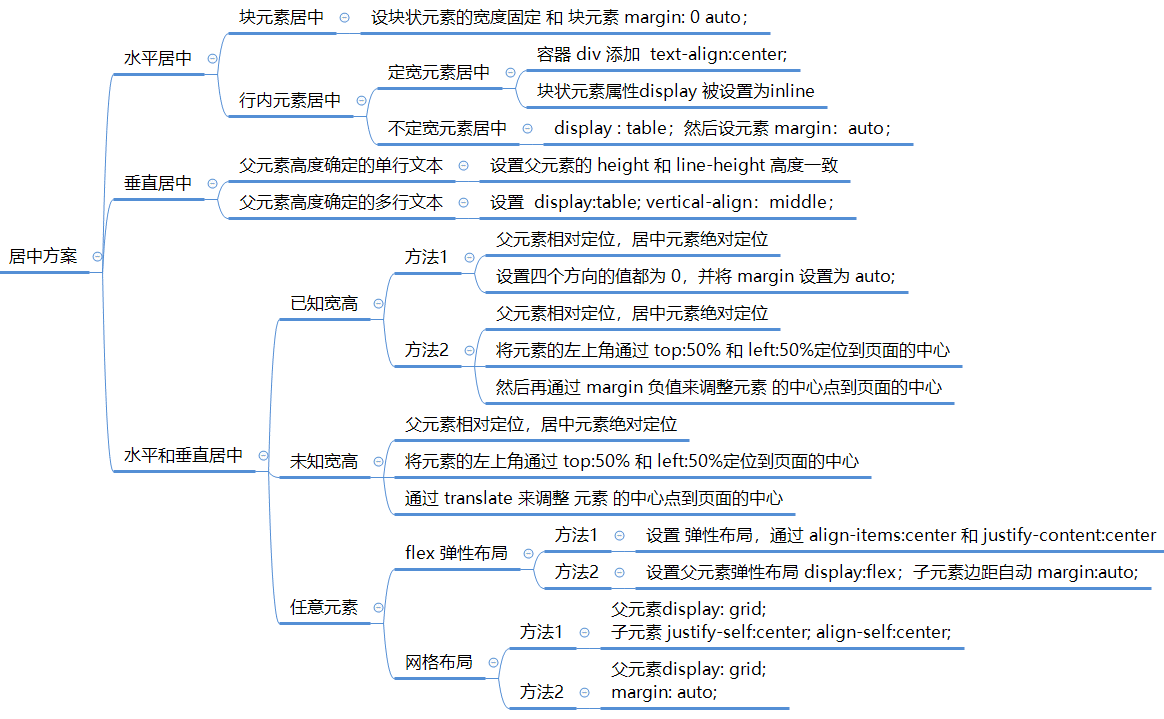 居中方案
水平居中
块元素居中
设块状元素的宽度固定 和 块元素 margin: 0 auto；
行内元素居中
定宽元素居中
容器 div 添加  text-align:center;
块状元素属性display 被设置为inline
不定宽元素居中
display : table；然后设元素 margin：auto；
垂直居中
父元素高度确定的单行文本
设置父元素的 height 和 line-height 高度一致
父元素高度确定的多行文本
设置  display:table; vertical-align：middle；
水平和垂直居中
已知宽高
方法1
父元素相对定位，居中元素绝对定位
设置四个方向的值都为 0，并将 margin 设置为 auto;
方法2
父元素相对定位，居中元素绝对定位
将元素的左上角通过 top:50% 和 left:50%定位到页面的中心
然后再通过 margin 负值来调整元素 的中心点到页面的中心
未知宽高
父元素相对定位，居中元素绝对定位
将元素的左上角通过 top:50% 和 left:50%定位到页面的中心
通过 translate 来调整 元素 的中心点到页面的中心
任意元素
flex 弹性布局
方法1
设置 弹性布局，通过 align-items:center 和 justify-content:center
方法2
设置父元素弹性布局 display:flex；子元素边距自动 margin:auto;
网格布局
方法1
父元素display: grid;
子元素 justify-self:center; align-self:center;
方法2
父元素display: grid;
margin: auto;